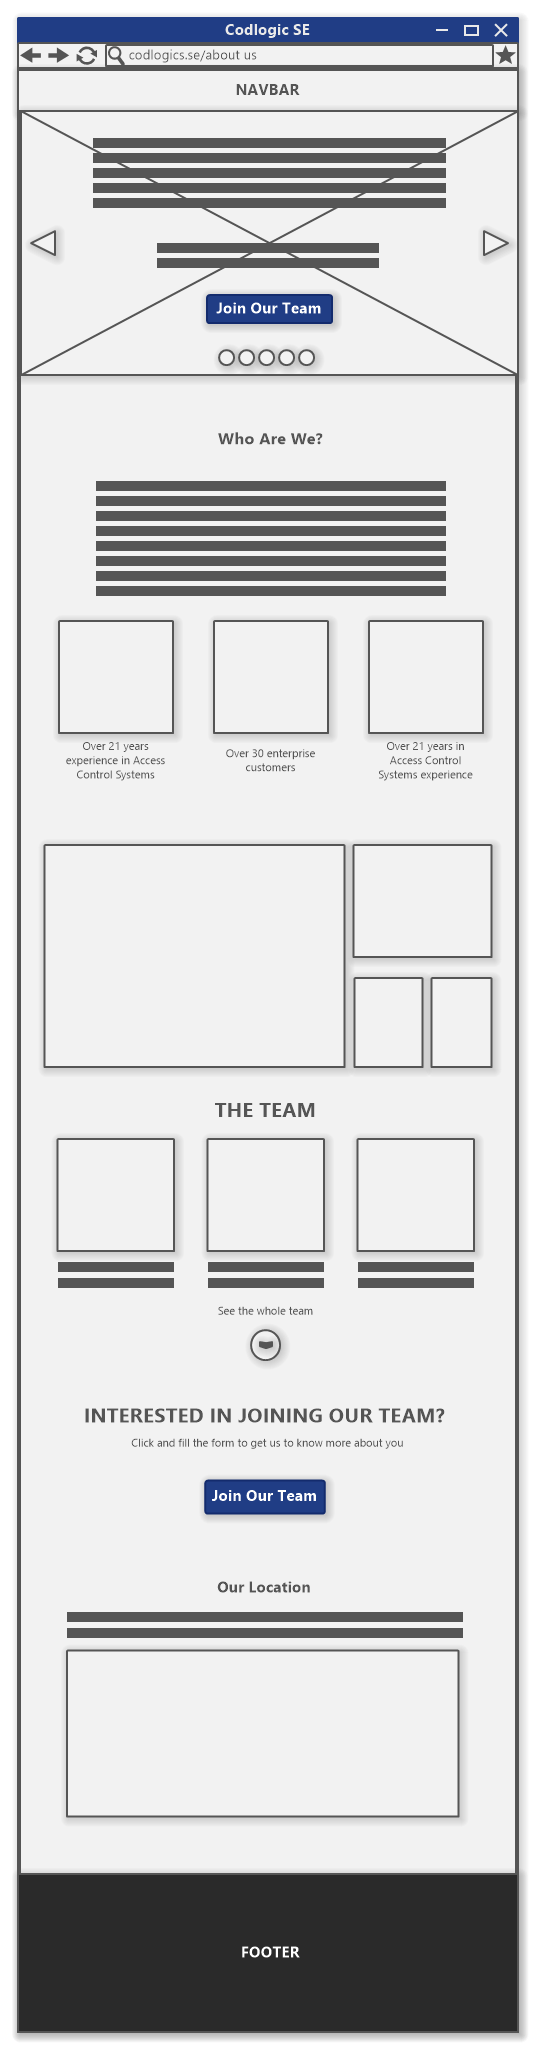 Codlogic SE
codlogics.se/about us
NAVBAR
Join Our Team
Who Are We?
Over 21 years
experience in Access
Control Systems
Over 30 enterprise
customers
Over 21 years in
Access Control
Systems experience
THE TEAM
See the whole team
INTERESTED IN JOINING OUR TEAM?
Click and fill the form to get us to know more about you
Join Our Team
Our Location
FOOTER